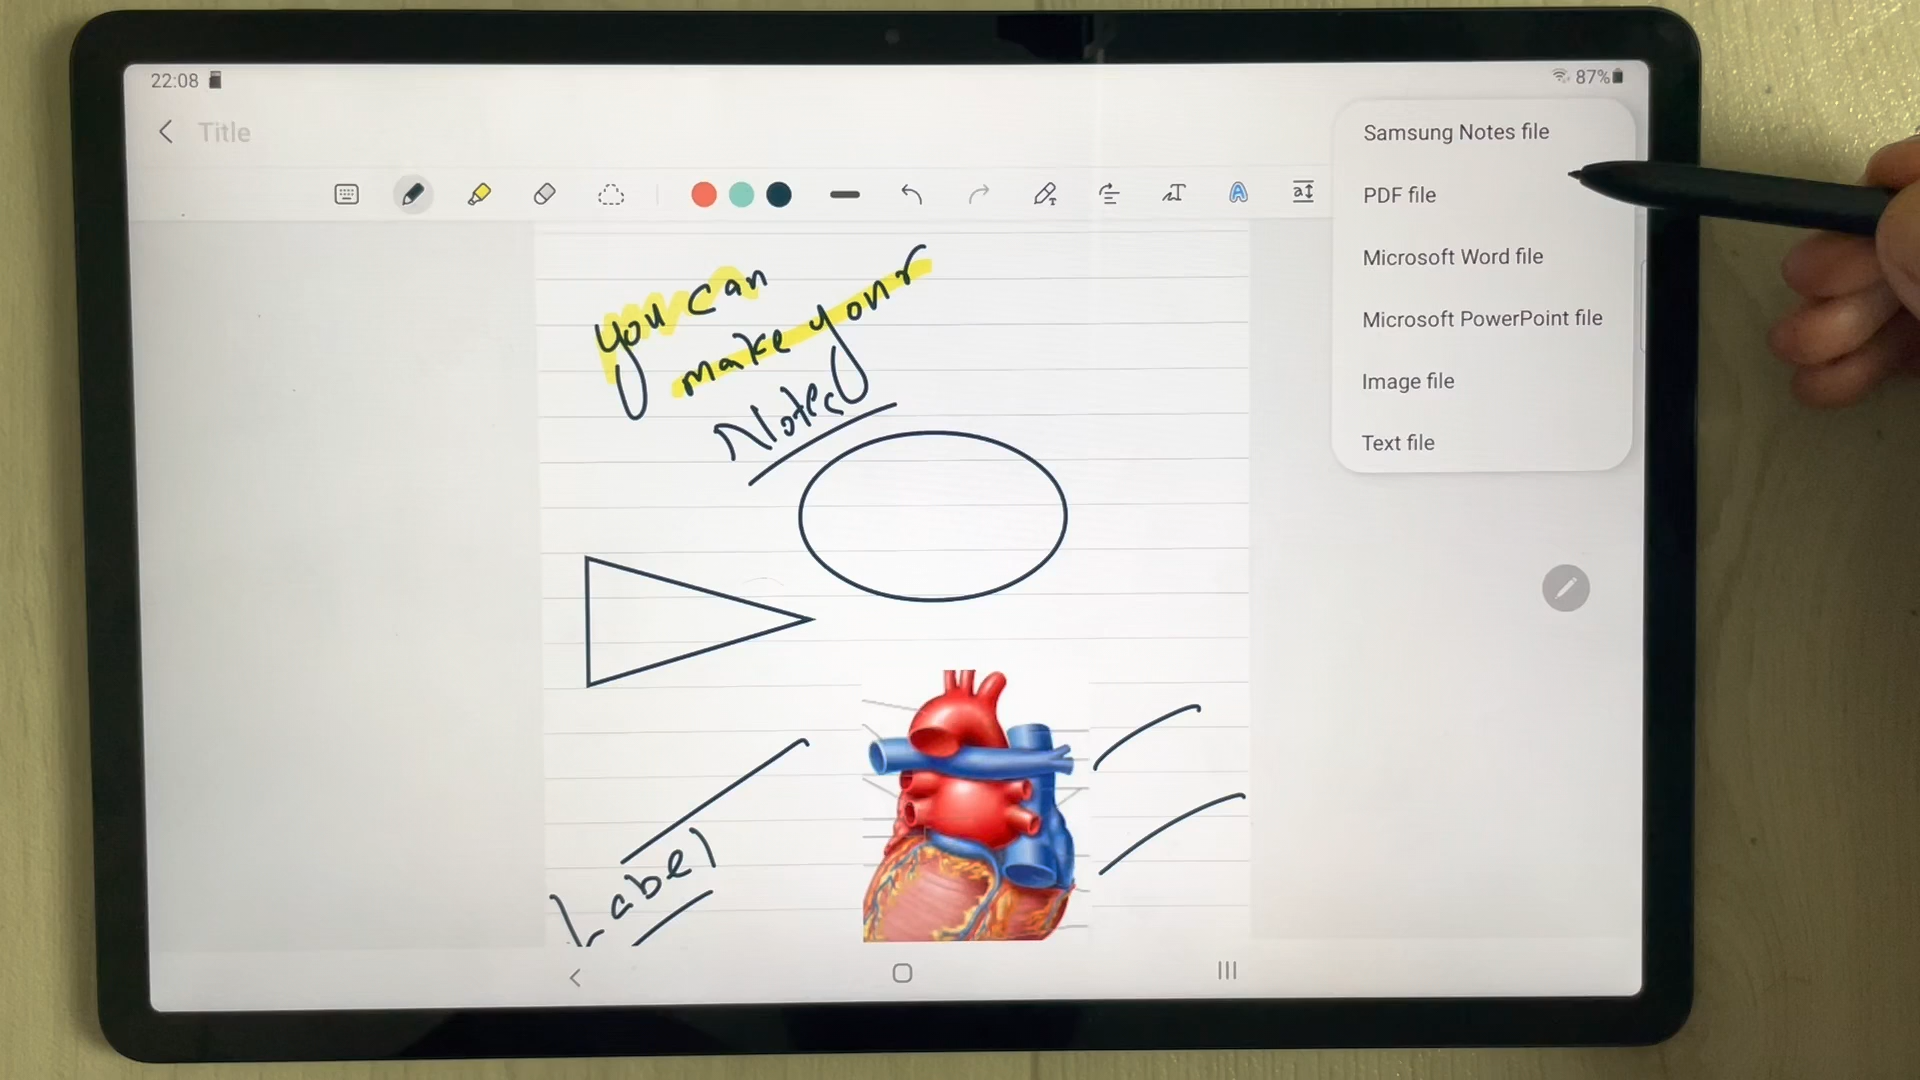 22:08
87%
Title
Samsung Notes file
PDF file
Microsoft Word file
Microsoft PowerPoint file
Image file
Text file
you can
make your
Notes
Label